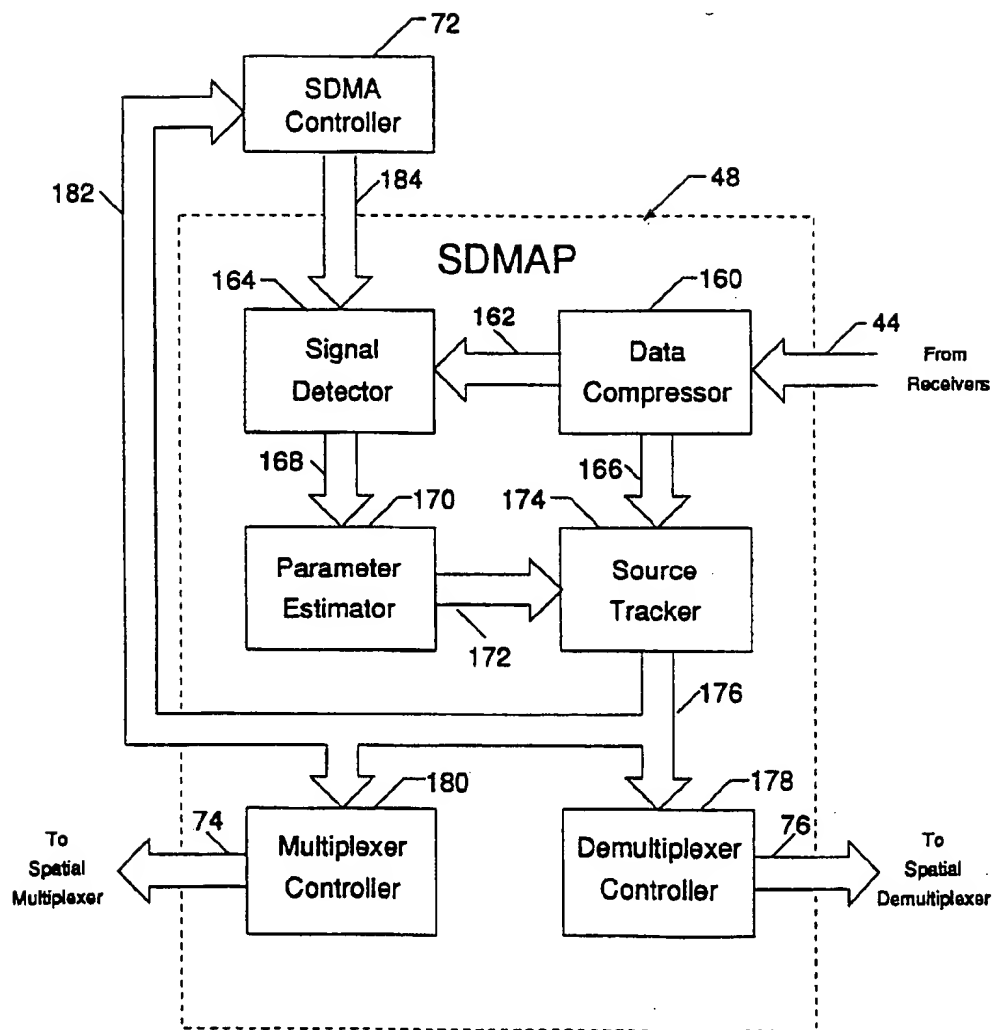 72
SDMA
Controller
182
184
48
SDMAP
164
160
162
44
Signal
Detector
Data
Compressor
From
Receivers
168
166
170
174
Parameter
Estimator
Source
Tracker
172
176
180
178
74
76
To
Spatial
Multiplexer
Multiplexer
Controller
Demultiplexer
Controller
To
Spatial
Demultiplexer